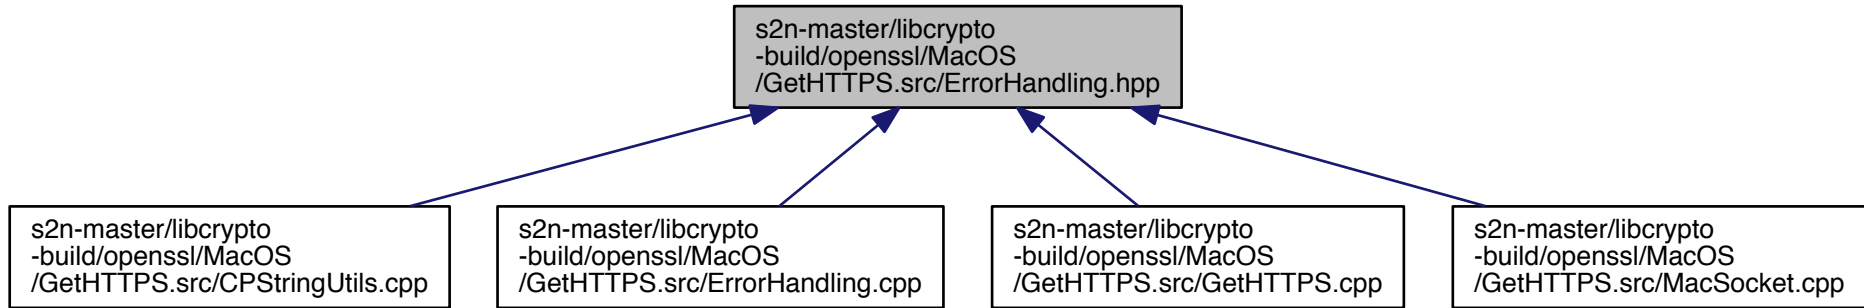 s2n-master/libcrypto
-build/openssl/MacOS
/GetHTTPS.src/ErrorHandling.hpp
s2n-master/libcrypto
-build/openssl/MacOS
/GetHTTPS.src/CPStringUtils.cpp
s2n-master/libcrypto
-build/openssl/MacOS
/GetHTTPS.src/ErrorHandling.cpp
s2n-master/libcrypto
-build/openssl/MacOS
/GetHTTPS.src/GetHTTPS.cpp
s2n-master/libcrypto
-build/openssl/MacOS
/GetHTTPS.src/MacSocket.cpp